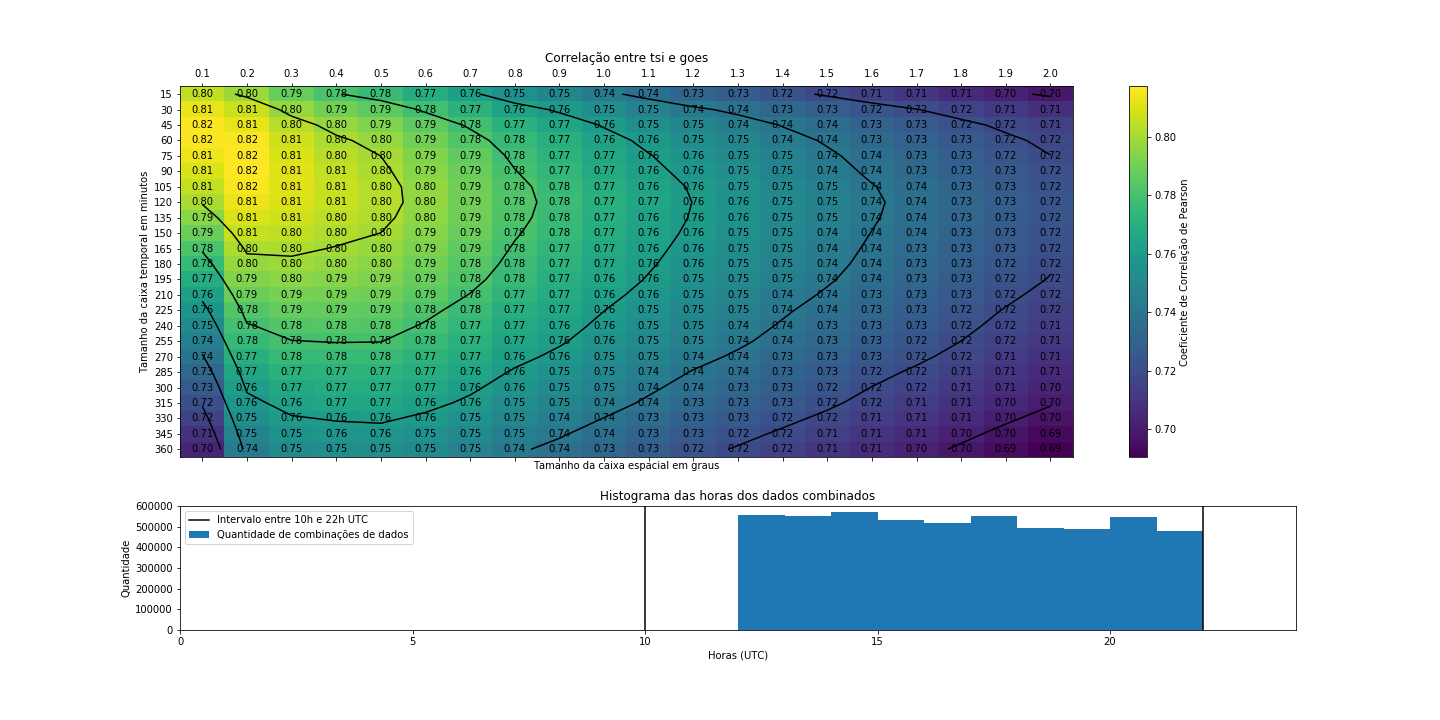 Correlação entre tsi e goes
0.1 0.2 0.3 0.4 0.5 0.6 0.7 0.8 0.9 1.0 1.1 1.2 1.3 1.4 1.5 1.6 1.7 1.8 1.9 2.0
15 0.80 0.80 0.79 0.78 0.78 0.77 0.76 0.75 0.75 0.74 0.74 0.73 0.73 0.72 0.72 0.71 0.71 0.71 0.70 0.70
30 0.81 0.81 0.80 0.79 0.79 0.78 0.77 0.76 0.76 0.75 0.75 0.74 0.74 0.73 0.73 0.72 0.72 0.71 0.71 0.71
45 0.82 0.81 0.80 0.80 0.79 0.79 0.78 0.77 0.76 0.76 0.75 0.75 0.74 0.74 0.74 0.73 0.73 0.72 0.72 0.71
60 0.82 0.82 0.81 0.80 0.80 0.79 0.78 0.78 0.77 0.76 0.76 0.75 0.75 0.74 0.74 0.73 0.73 0.73 0.72 0.72
75 0.81 0.82 0.81 0.80 0.80 0.79 0.79 0.78 0.77 0.77 0.76 0.76 0.75 0.75 0.74 0.74 0.73 0.73 0.72 0.72
90 0.81 0.82 0.81 0.81 0.80 0.79 0.79 0.78 0.77 0.77 0.76 0.76 0.75 0.75 0.74 0.74 0.73 0.73 0.73 0.72
105 0.81 0.82 0.81 0.81 0.80 0.80 0.79 0.78 0.78 0.77 0.76 0.76 0.75 0.75 0.75 0.74 0.74 0.73 0.73 0.72
120 0.80 0.81 0.81 0.81 0.80 0.80 0.79 0.78 0.78 0.77 0.77 0.76 0.76 0.75 0.75 0.74 0.74 0.73 0.73 0.72
135 0.79 0.81 0.81 0.80 0.80 0.80 0.79 0.78 0.78 0.77 0.77 0.76 0.75 0.75 0.75 0.74 0.74 0.73 0.73 0.72
150 0.79 0.81 0.80 0.80 0.80 0.79 0.79 0.78 0.77 0.77 0.76 0.76 0.75 0.75 0.74 0.74 0.74 0.73 0.73 0.72
165 0.78 0.80 0.80 0.80 0.80 0.79 0.79 0.78 0.77 0.77 0.76 0.76 0.75 0.75 0.74 0.74 0.73 0.73 0.73 0.72
180 0.78 0.80 0.80 0.80 0.79 0.79 0.78 0.78 0.77 0.77 0.76 0.76 0.75 0.75 0.74 0.74 0.73 0.73 0.72 0.72
195 0.77 0.79 0.80 0.79 0.79 0.79 0.78 0.77 0.77 0.76 0.76 0.75 0.75 0.75 0.74 0.74 0.73 0.73 0.72 0.72
210 0.76 0.79 0.79 0.79 0.79 0.79 0.78 0.77 0.77 0.76 0.76 0.75 0.75 0.74 0.74 0.73 0.73 0.73 0.72 0.72
225 0.76 0.78 0.79 0.79 0.79 0.78 0.78 0.77 0.77 0.76 0.75 0.75 0.75 0.74 0.74 0.73 0.73 0.72 0.72 0.72
240 0.75 0.78 0.78 0.78 0.78 0.78 0.77 0.77 0.76 0.76 0.75 0.75 0.74 0.74 0.73 0.73 0.73 0.72 0.72 0.71
255 0.74 0.78 0.78 0.78 0.78 0.78 0.77 0.76 0.76 0.75 0.75 0.75 0.74 0.74 0.73 0.73 0.72 0.72 0.72 0.71
270 0.74 0.77 0.78 0.78 0.78 0.77 0.77 0.76 0.76 0.75 0.75 0.74 0.74 0.73 0.73 0.73 0.72 0.72 0.71 0.71
285 0.73 0.77 0.77 0.77 0.77 0.77 0.76 0.76 0.75 0.75 0.74 0.74 0.74 0.73 0.73 0.72 0.72 0.71 0.71 0.71
300 0.73 0.76 0.77 0.77 0.77 0.76 0.76 0.75 0.75 0.75 0.74 0.74 0.73 0.73 0.72 0.72 0.72 0.71 0.71 0.70
315 0.72 0.76 0.76 0.77 0.77 0.76 0.76 0.75 0.75 0.74 0.74 0.73 0.73 0.72 0.72 0.72 0.71 0.71 0.70 0.70
330 0.72 0.75 0.76 0.76 0.76 0.76 0.75 0.75 0.74 0.74 0.73 0.73 0.73 0.72 0.72 0.71 0.71 0.71 0.70 0.70
345 0.71 0.75 0.75 0.76 0.76 0.75 0.75 0.75 0.74 0.74 0.73 0.73 0.72 0.72 0.71 0.71 0.71 0.70 0.70 0.69
360 0.70 0.74 0.75 0.75 0.75 0.75 0.75 0.74 0.74 0.73 0.73 0.72 0.72 0.72 0.71 0.71 0.70 0.70 0.69 0.69
Tamanho da caixa temporal em minutos
Tamanho da caixa espacial em graus
0.80
0.78
0.76
0.74
0.72
0.70
Coeficiente de Correlação de Pearson
Histograma das horas dos dados combinados
Intervalo entre 10h e 22h UTC
Quantidade de combinações de dados
600000
500000
400000
300000
200000
100000
0
Quantidade
0 5 10 15 20
Horas (UTC)